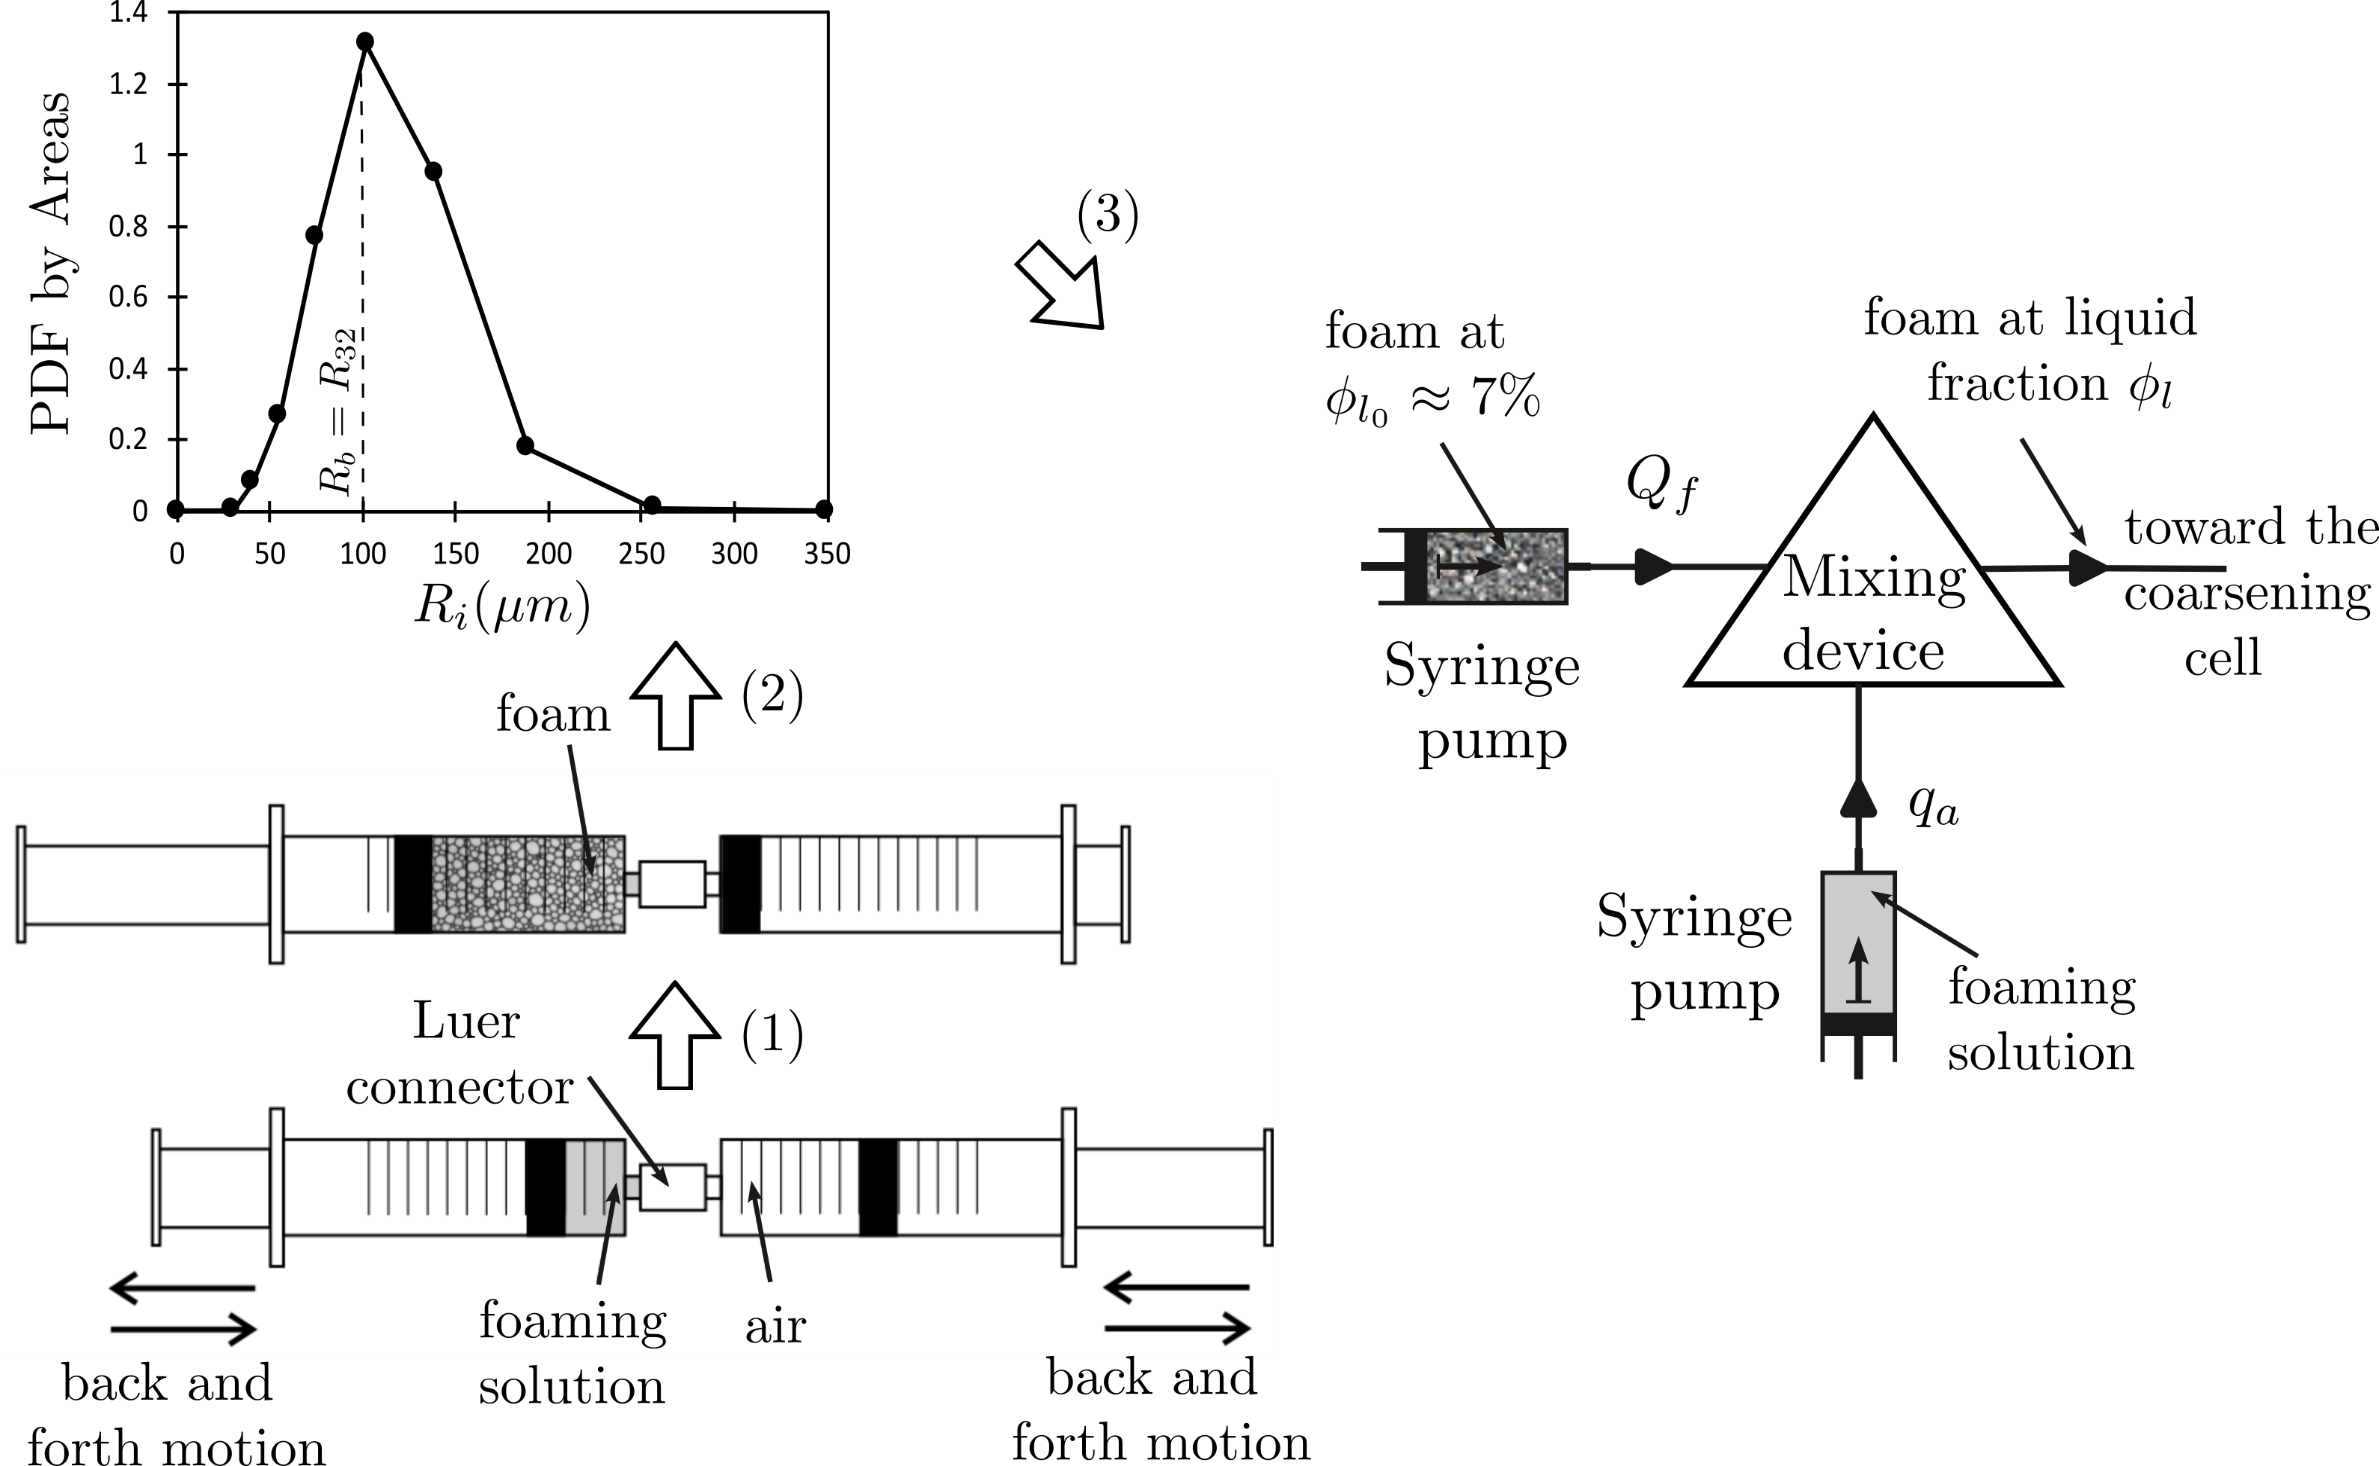 1.4
1.2
1
0.8
0.6
0.4
0.2
0
PDF by Areas
R_b = R_32
0 50 100 150 200 250 300 350
R_i(μm)
(3)
foam at
ϕ_{l_0} ≈ 7%
Q_f
foam at liquid
fraction ϕ_l
Mixing
device
toward the
coarsening
cell
Syringe
pump
q_a
Syringe
pump
foaming
solution
(2)
foam
(1)
Luer
connector
foaming
solution
air
back and
forth motion
back and
forth motion